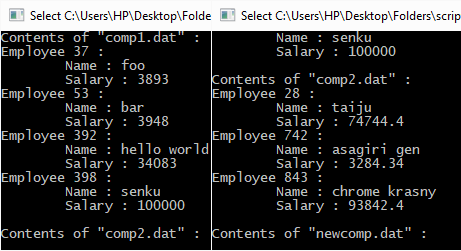 Select C:\Users\HP\Desktop\Folde
Contents of "comp1.dat" :
Employee 37 :
Name : foo
Salary : 3893
Employee 53 :
Name : bar
Salary : 3948
Employee 392 :
Name : hello world
Salary : 34083
Employee 398 :
Name : senku
Salary : 100000
Contents of "comp2.dat" :
Select C:\Users\HP\Desktop\Folders\scrip
Name : senku
Salary : 100000
Contents of "comp2.dat" :
Employee 28 :
Name : taiju
Salary : 74744.4
Employee 742 :
Name : asagiri gen
Salary : 3284.34
Employee 843 :
Name : chrome krasny
Salary : 93842.4
Contents of "newcomp.dat" :